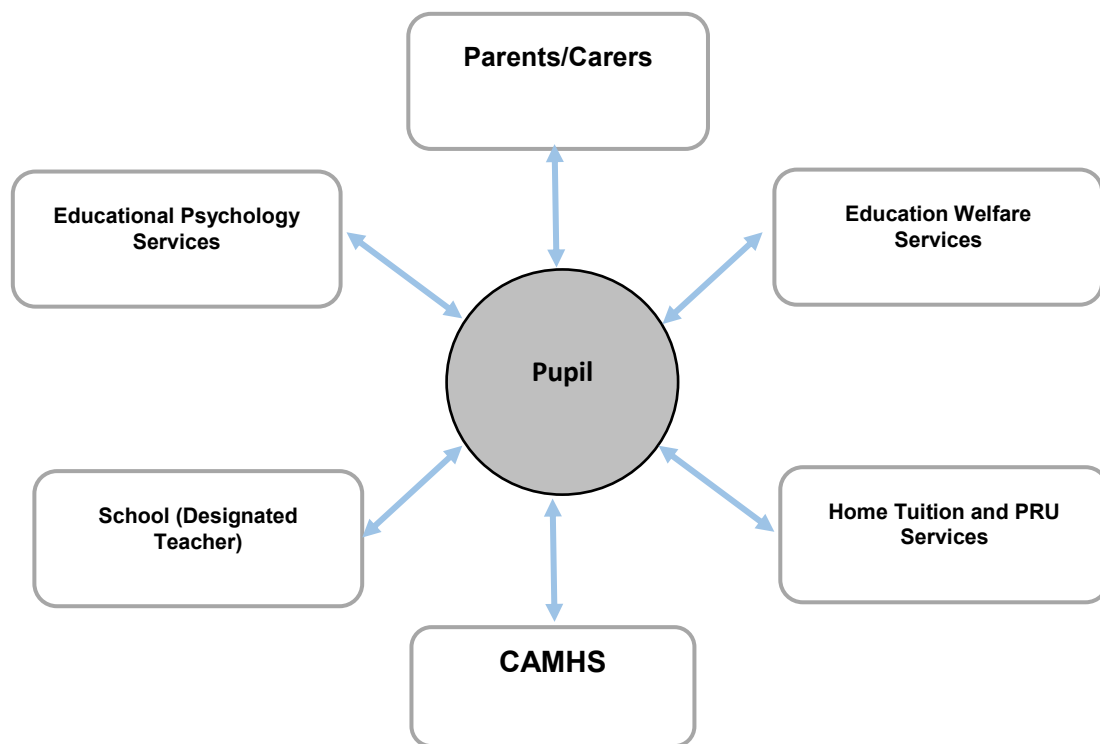 Parents/Carers
Educational Psychology
Services
Education Welfare
Services
Pupil
School (Designated
Teacher)
Home Tuition and PRU
Services
CAMHS